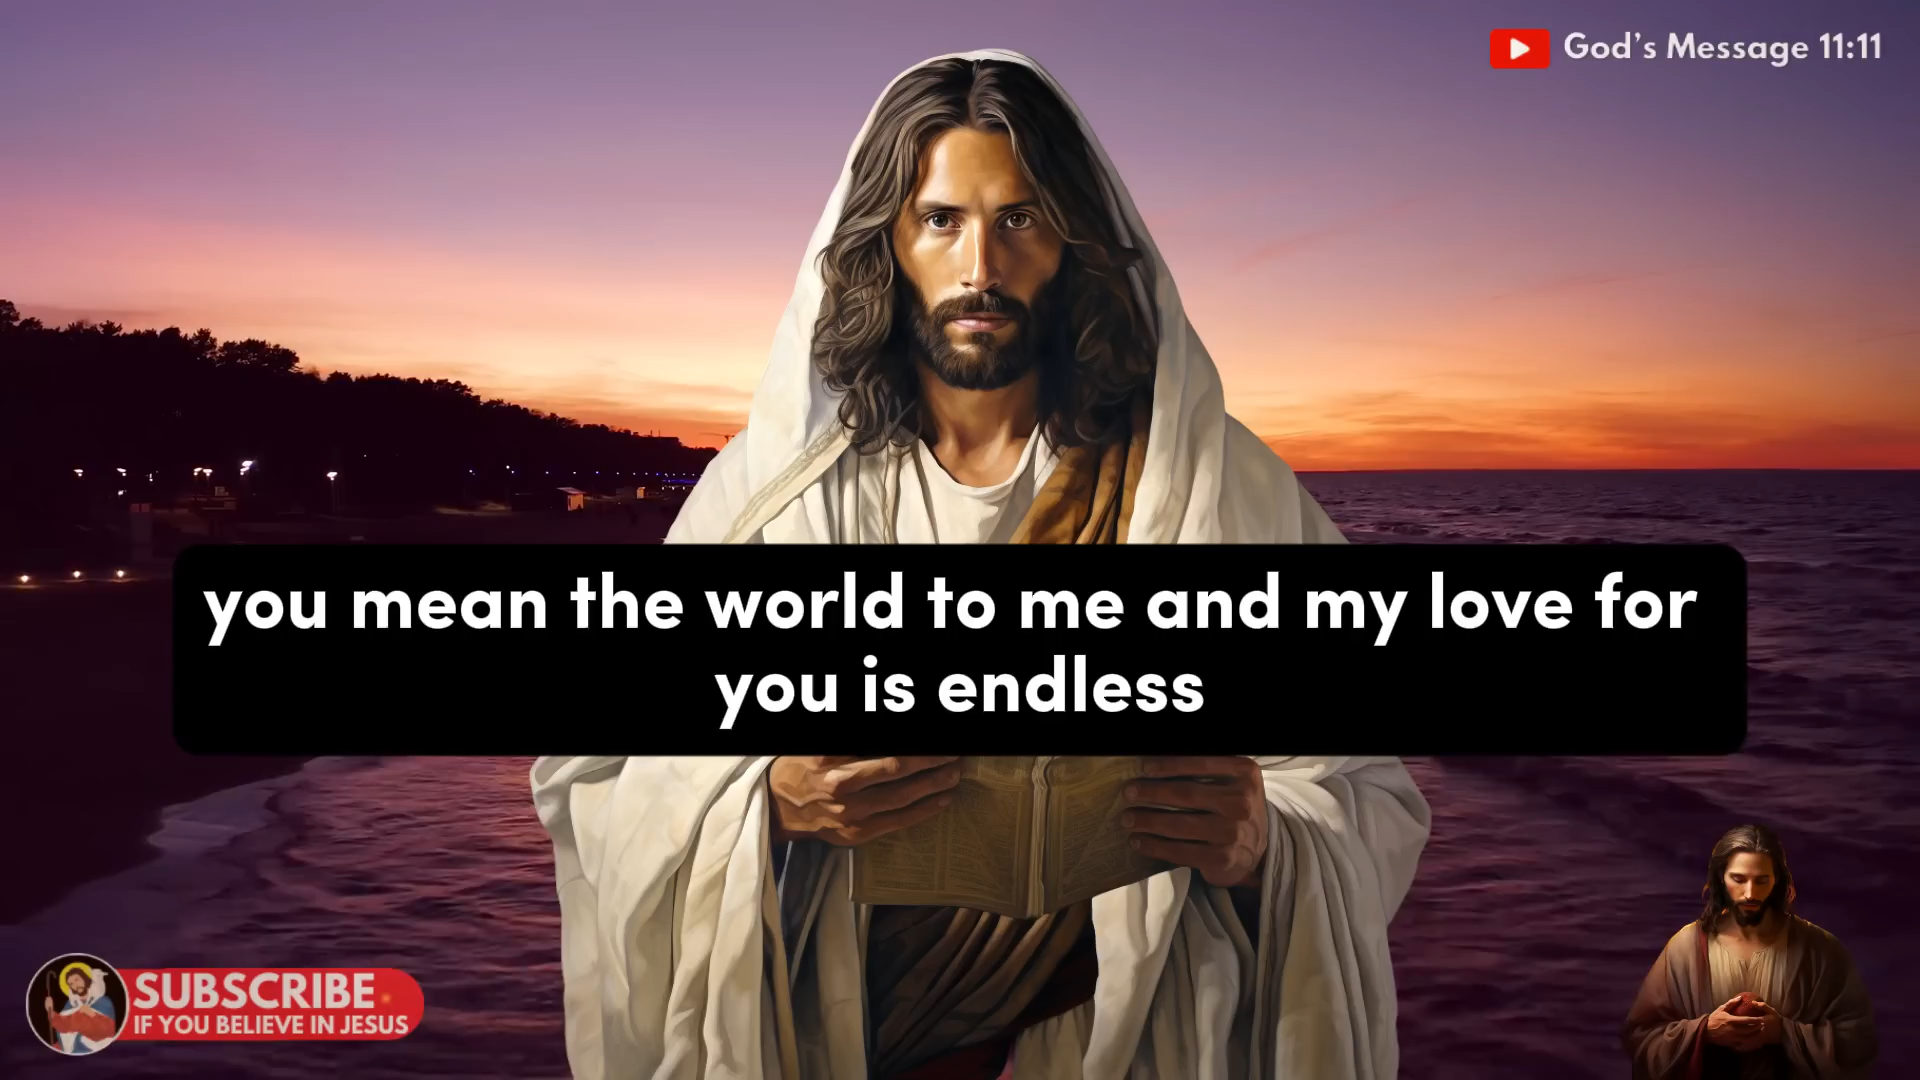 God's Message 11:11
you mean the world to me and my love for
you is endless
SUBSCRIBE
IF YOU BELIEVE IN JESUS